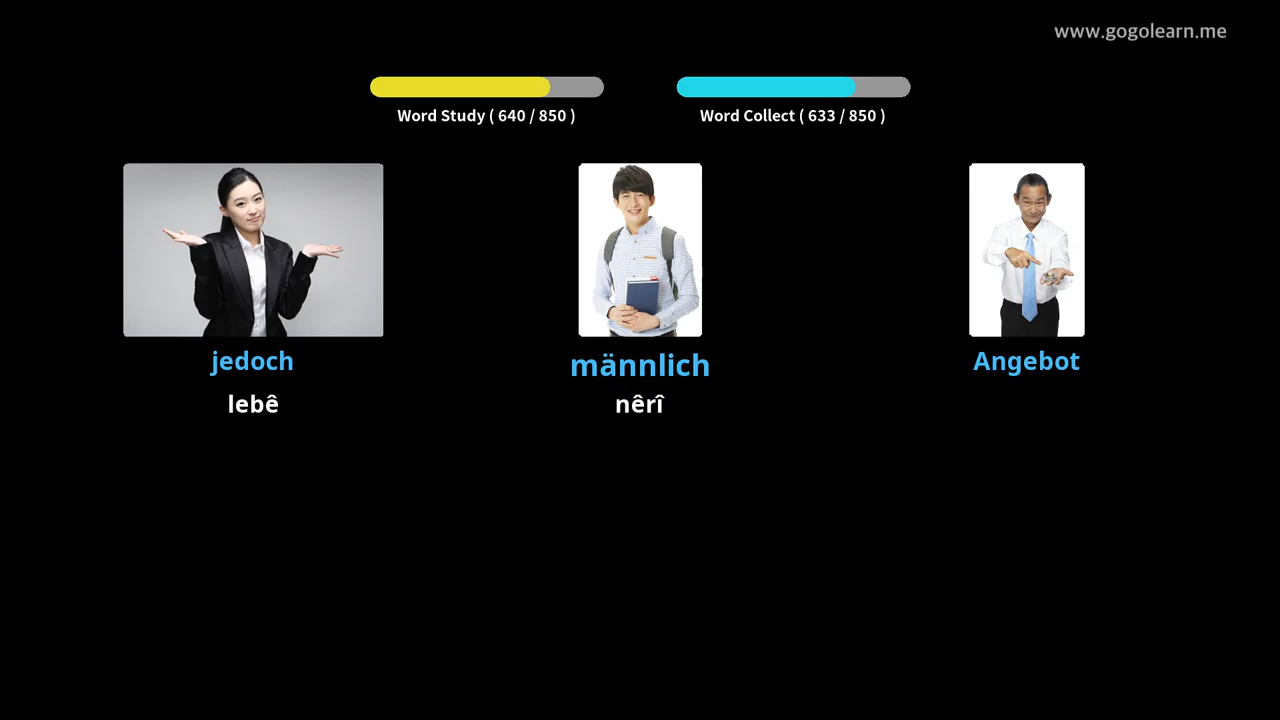 www.gogolearn.me
Word Study ( 640 / 850 )
Word Collect ( 633 / 850 )
jedoch
männlich
Angebot
lebê
nêrî